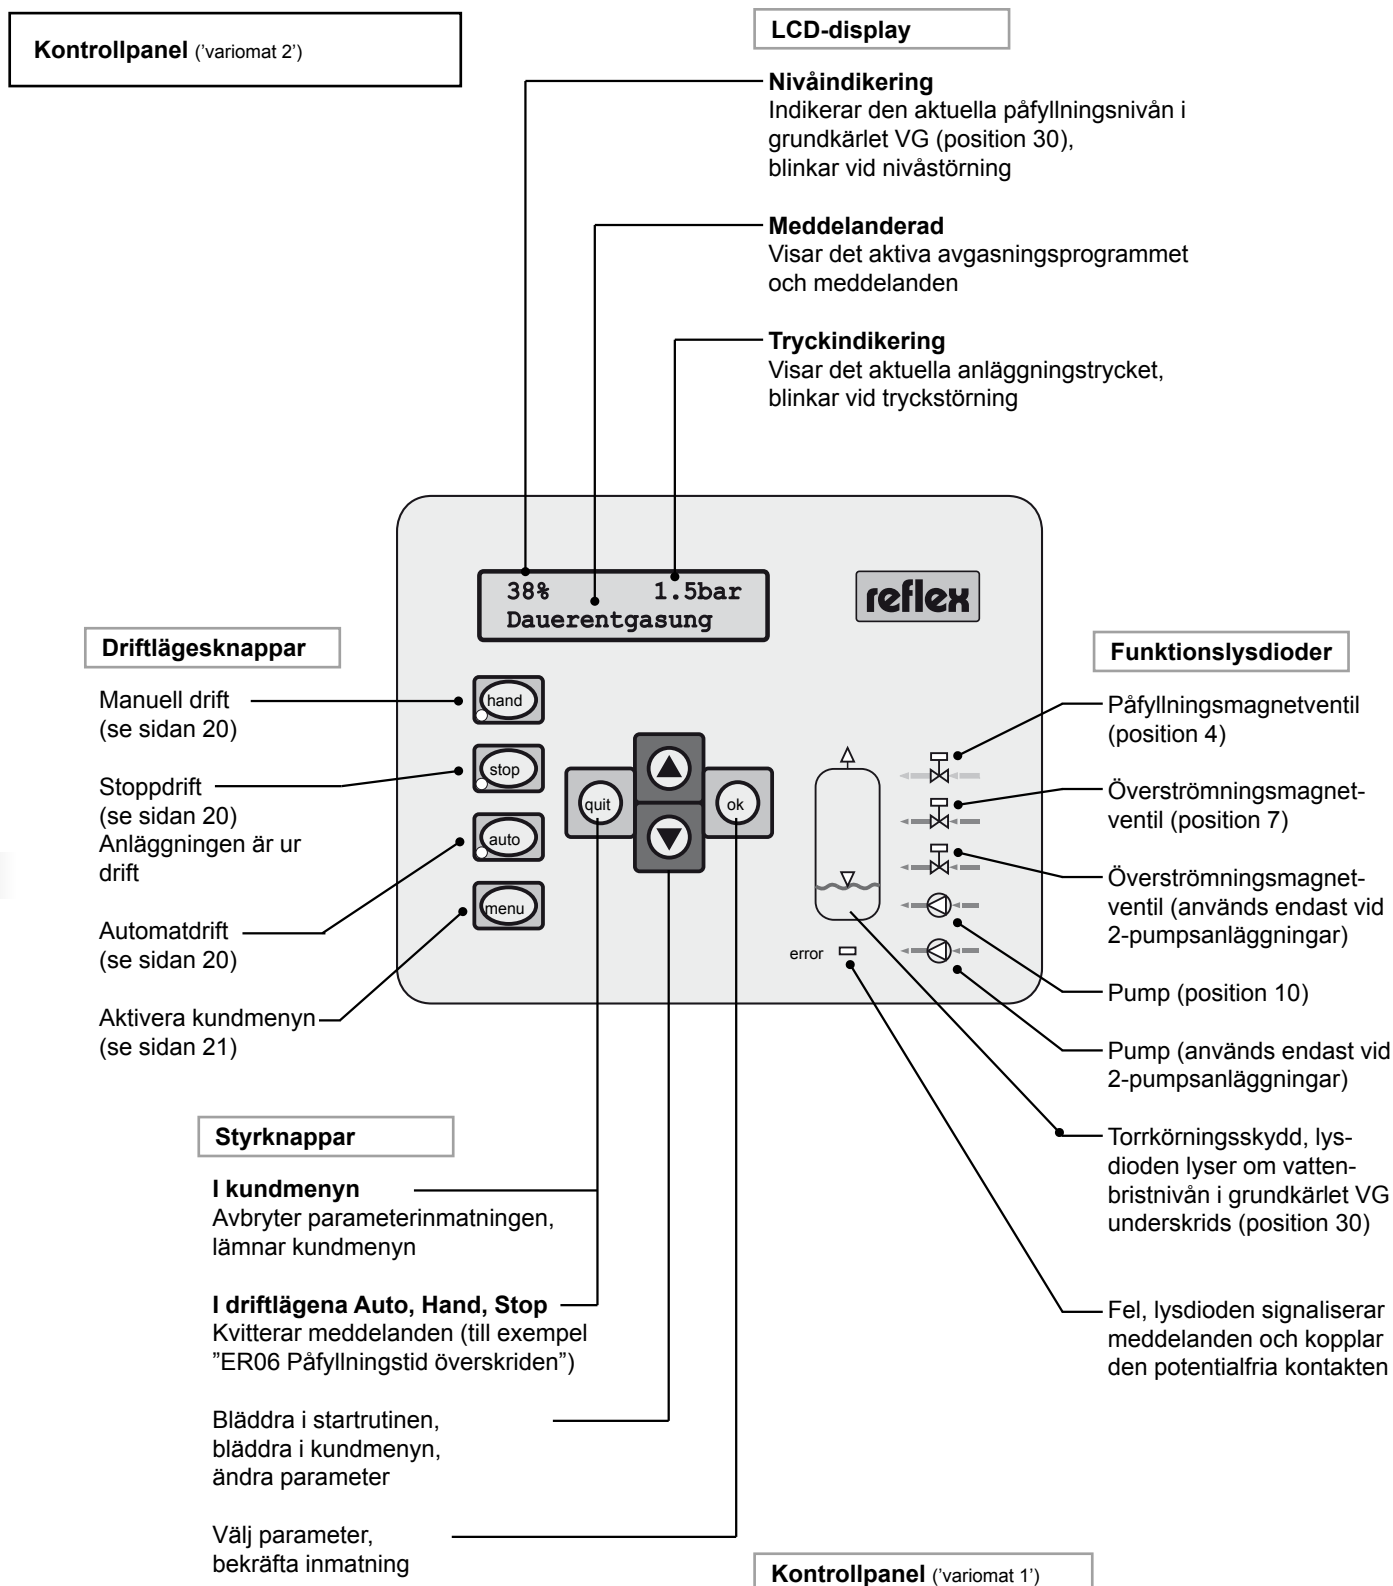 Kontrollpanel ('variomat 2')
LCD-display
Nivåindikering
Indikerar den aktuella påfyllningsnivån i
grundkärlet VG (position 30),
blinkar vid nivåstörning
Meddelanderad
Visar det aktiva avgasningsprogrammet
och meddelanden
Tryckindikering
Visar det aktuella anläggningstrycket,
blinkar vid tryckstörning
38% 1.5bar
Dauerentgasung
reflex
Driftlägesknappar
Manuell drift
(se sidan 20)
Stoppdrift
(se sidan 20)
Anläggningen är ur
drift
Automatdrift
(se sidan 20)
Aktivera kundmenyn
(se sidan 21)
hand
stop
auto
menu
quit
ok
error
Funktionslysdioder
Påfyllningsmagnetventil
(position 4)
Överströmningsmagnet-
ventil (position 7)
Överströmningsmagnet-
ventil (används endast vid
2-pumpsanläggningar)
Pump (position 10)
Pump (används endast vid
2-pumpsanläggningar)
Torrkörningsskydd, lys-
dioden lyser om vatten-
bristnivån i grundkärlet VG
underskrids (position 30)
Fel, lysdioden signaliserar
meddelanden och kopplar
den potentialfria kontakten
Styrknappar
I kundmenyn
Avbryter parameterinmatningen,
lämnar kundmenyn
I driftlägena Auto, Hand, Stop
Kvitterar meddelanden (till exempel
”ER06 Påfyllningstid överskriden”)
Bläddra i startrutinen,
bläddra i kundmenyn,
ändra parameter
Välj parameter,
bekräfta inmatning
Kontrollpanel ('variomat 1')